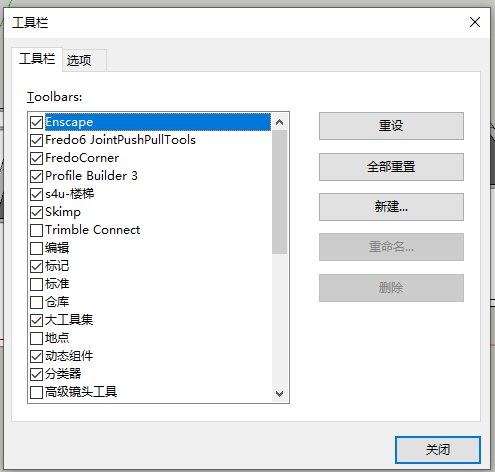 工具栏
工具栏
选项
Toolbars:
Enscape
Fredo6 JointPushPullTools
FredoCorner
Profile Builder 3
s4u-楼梯
Skimp
Trimble Connect
编辑
标记
标准
仓库
大工具集
地点
动态组件
分类器
高级镜头工具
重设
全部重置
新建...
重命名...
删除
关闭